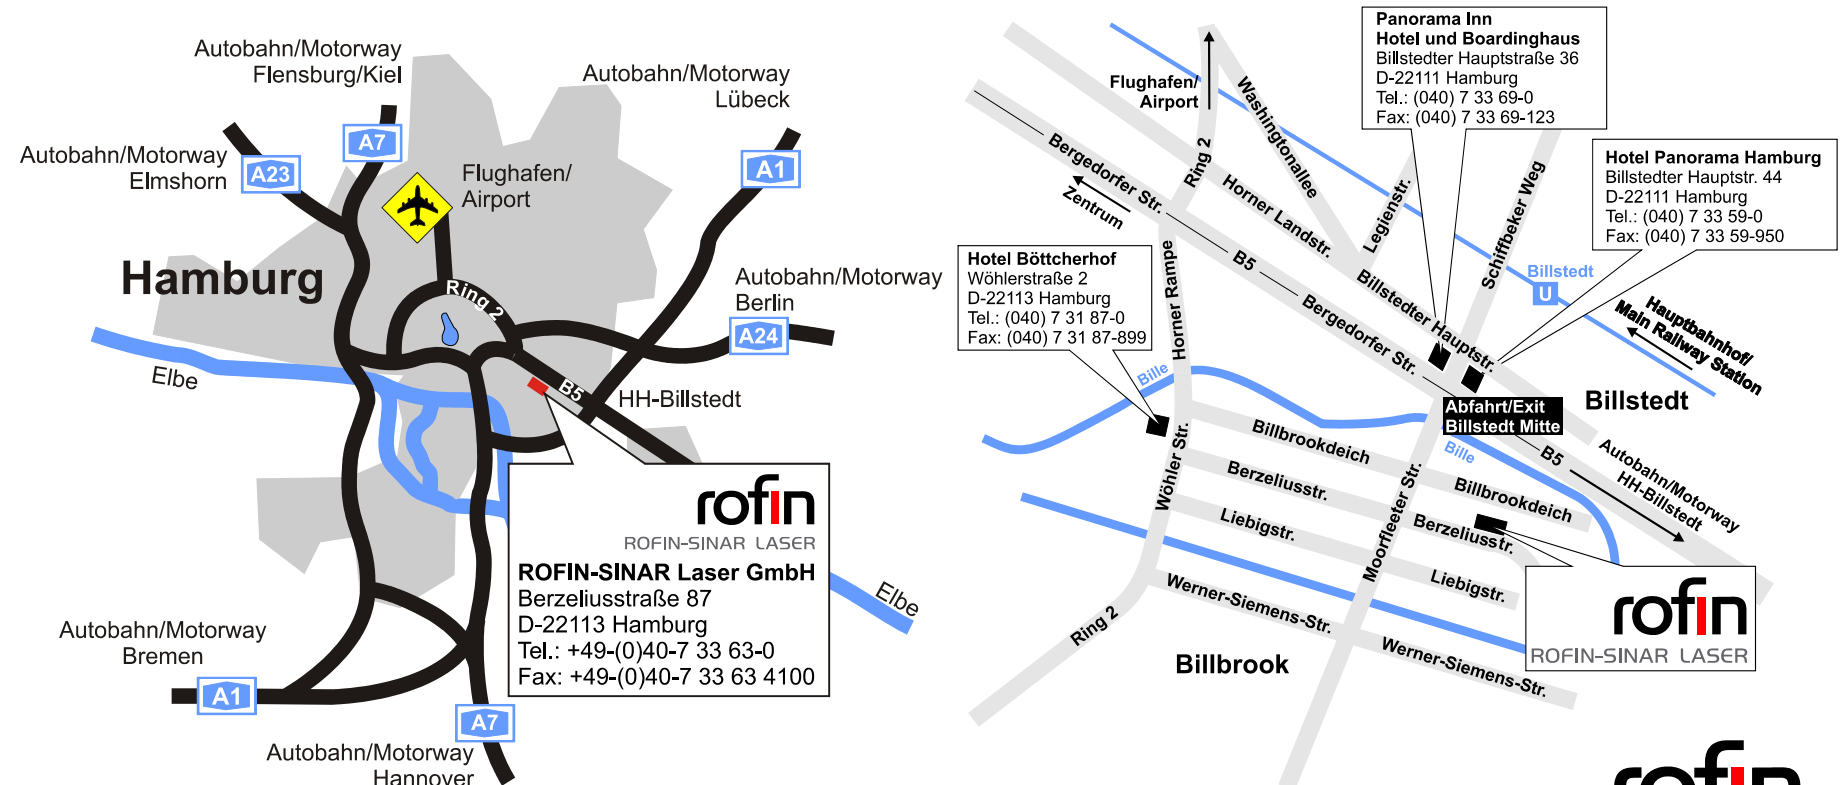 Autobahn/Motorway
Flensburg/Kiel
Autobahn/Motorway
Lübeck
Autobahn/Motorway
Elmshorn
A7
A23
A1
Flughafen/
Airport
Hamburg
Ring 2
Autobahn/Motorway
Berlin
A24
Elbe
B5
HH-Billstedt
rofin
ROFIN-SINAR LASER
ROFIN-SINAR Laser GmbH
Berzeliusstraße 87
D-22113 Hamburg
Tel.: +49-(0)40-7 33 63-0
Fax: +49-(0)40-7 33 63 4100
Elbe
Autobahn/Motorway
Bremen
A1
A7
Autobahn/Motorway
Hannover
Panorama Inn
Hotel und Boardinghaus
Billstedter Hauptstraße 36
D-22111 Hamburg
Tel.: (040) 7 33 69-0
Fax: (040) 7 33 69-123
Flughafen/
Airport
Washingtonallee
Ring 2
Bergedorfer Str.
Zentrum
Horner Landstr.
Legienstr.
Schiffbeker Weg
Hotel Panorama Hamburg
Billstedter Hauptstr. 44
D-22111 Hamburg
Tel.: (040) 7 33 59-0
Fax: (040) 7 33 59-950
Hotel Böttcherhof
Wöhlerstraße 2
D-22113 Hamburg
Tel.: (040) 7 31 87-0
Fax: (040) 7 31 87-899
Horner Rampe
B5
Bergedorfer Str.
Billstedter Hauptstr.
Billstedt
U
Hauptbahnhof/
Main Railway Station
Bille
Abfahrt/Exit
Billstedt Mitte
Billstedt
Bille
B5
Autobahn/Motorway
HH-Billstedt
Wöhler Str.
Billbrookdeich
Billbrookdeich
Berzeliusstr.
Berzeliusstr.
Moorfleeter Str.
Liebigstr.
Liebigstr.
Werner-Siemens-Str.
Werner-Siemens-Str.
Ring 2
Billbrook
rofin
ROFIN-SINAR LASER
rofin